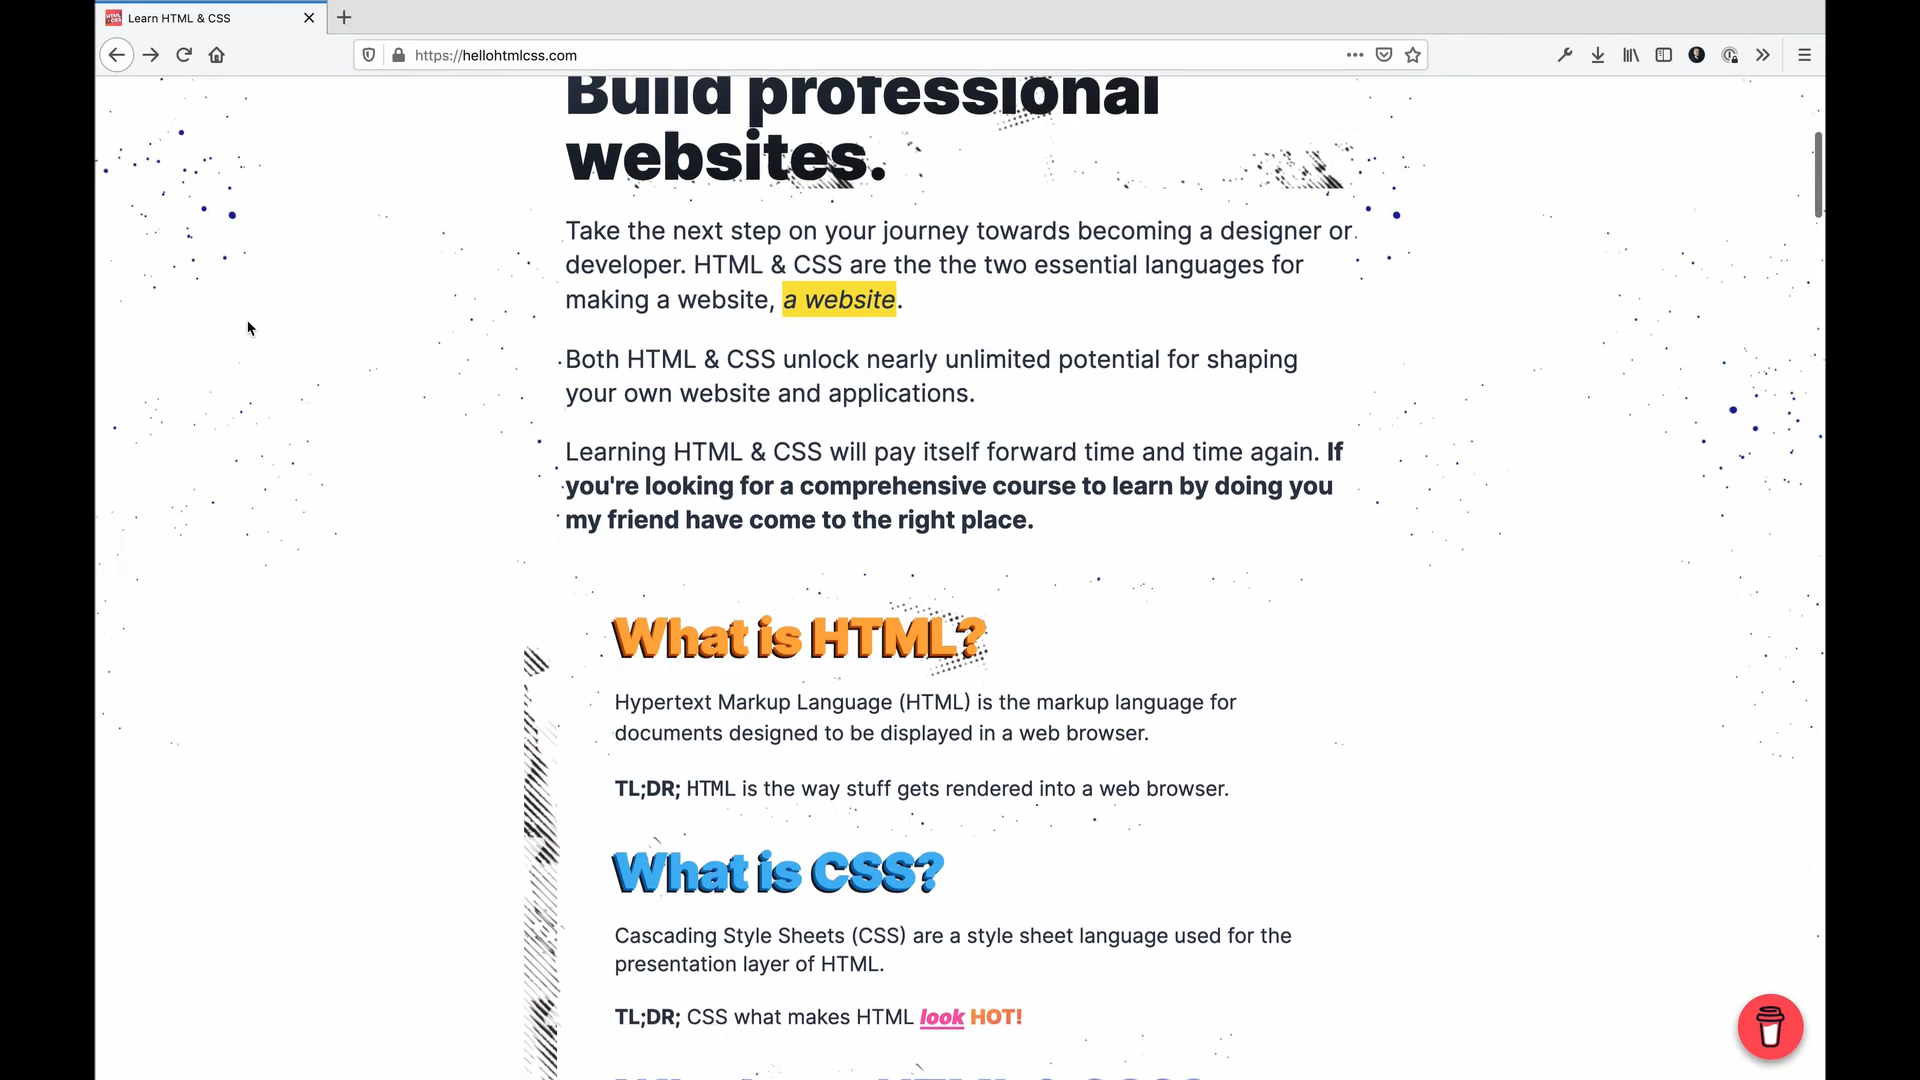 Learn HTML & CSS
https://hellohtmlcss.com
Build professional
websites.
Take the next step on your journey towards becoming a designer or
developer. HTML & CSS are the the two essential languages for
making a website, a website.
Both HTML & CSS unlock nearly unlimited potential for shaping
your own website and applications.
Learning HTML & CSS will pay itself forward time and time again. If
you're looking for a comprehensive course to learn by doing you
my friend have come to the right place.
What is HTML?
Hypertext Markup Language (HTML) is the markup language for
documents designed to be displayed in a web browser.
TL;DR; HTML is the way stuff gets rendered into a web browser.
What is CSS?
Cascading Style Sheets (CSS) are a style sheet language used for the
presentation layer of HTML.
TL;DR; CSS what makes HTML look HOT!